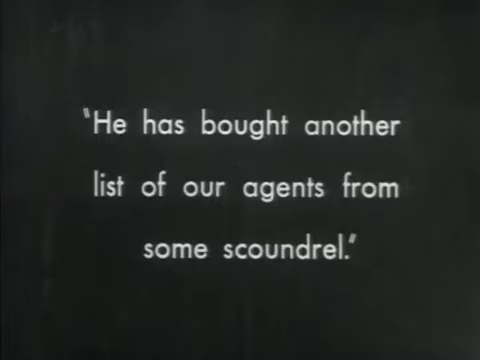 "He has bought another
list of our agents from
some scoundrel."